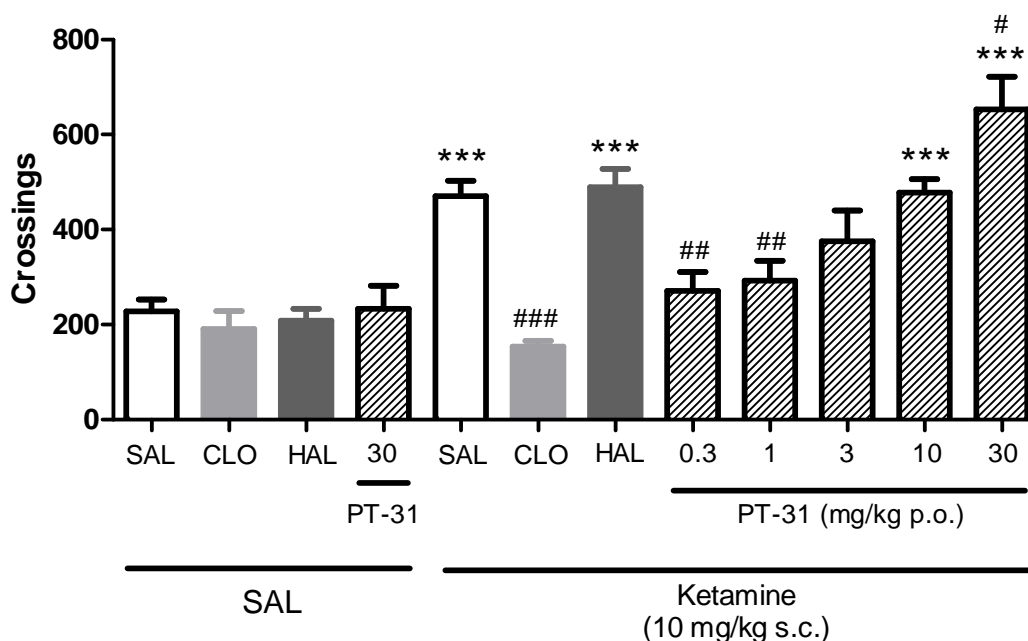 Crossings
800
600
400
200
0
***
###
***
##
##
***
#
***
SAL CLO HAL 30 SAL CLO HAL 0.3 1 3 10 30
PT-31 PT-31 (mg/kg p.o.)
SAL Ketamine
(10 mg/kg s.c.)